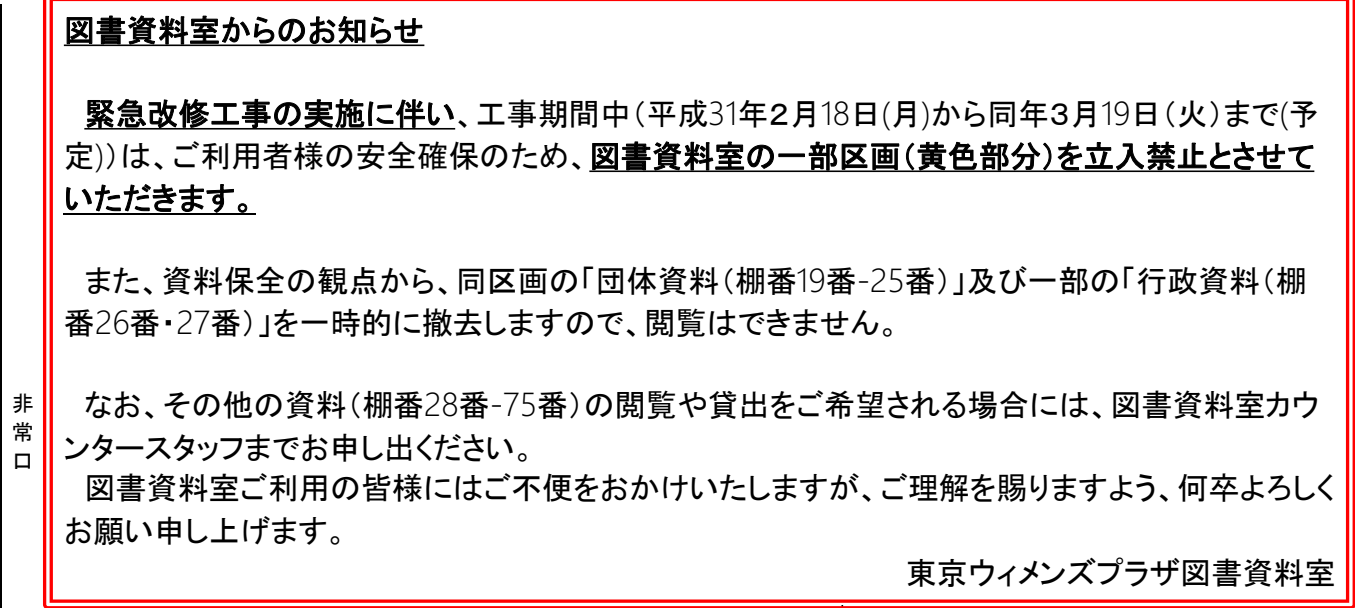 図書資料室からのお知らせ
緊急改修工事の実施に伴い、工事期間中（平成31年２月18日(月)から同年３月19日（火）まで(予
定))は、ご利用者様の安全確保のため、図書資料室の一部区画（黄色部分）を立入禁止とさせて
いただきます。
また、資料保全の観点から、同区画の「団体資料（棚番19番-25番）」及び一部の「行政資料（棚
番26番・27番）」を一時的に撤去しますので、閲覧はできません。
なお、その他の資料（棚番28番-75番）の閲覧や貸出をご希望される場合には、図書資料室カウ
ンタースタッフまでお申し出ください。
図書資料室ご利用の皆様にはご不便をおかけいたしますが、ご理解を賜りますよう、何卒よろしく
お願い申し上げます。
東京ウィメンズプラザ図書資料室
非常口